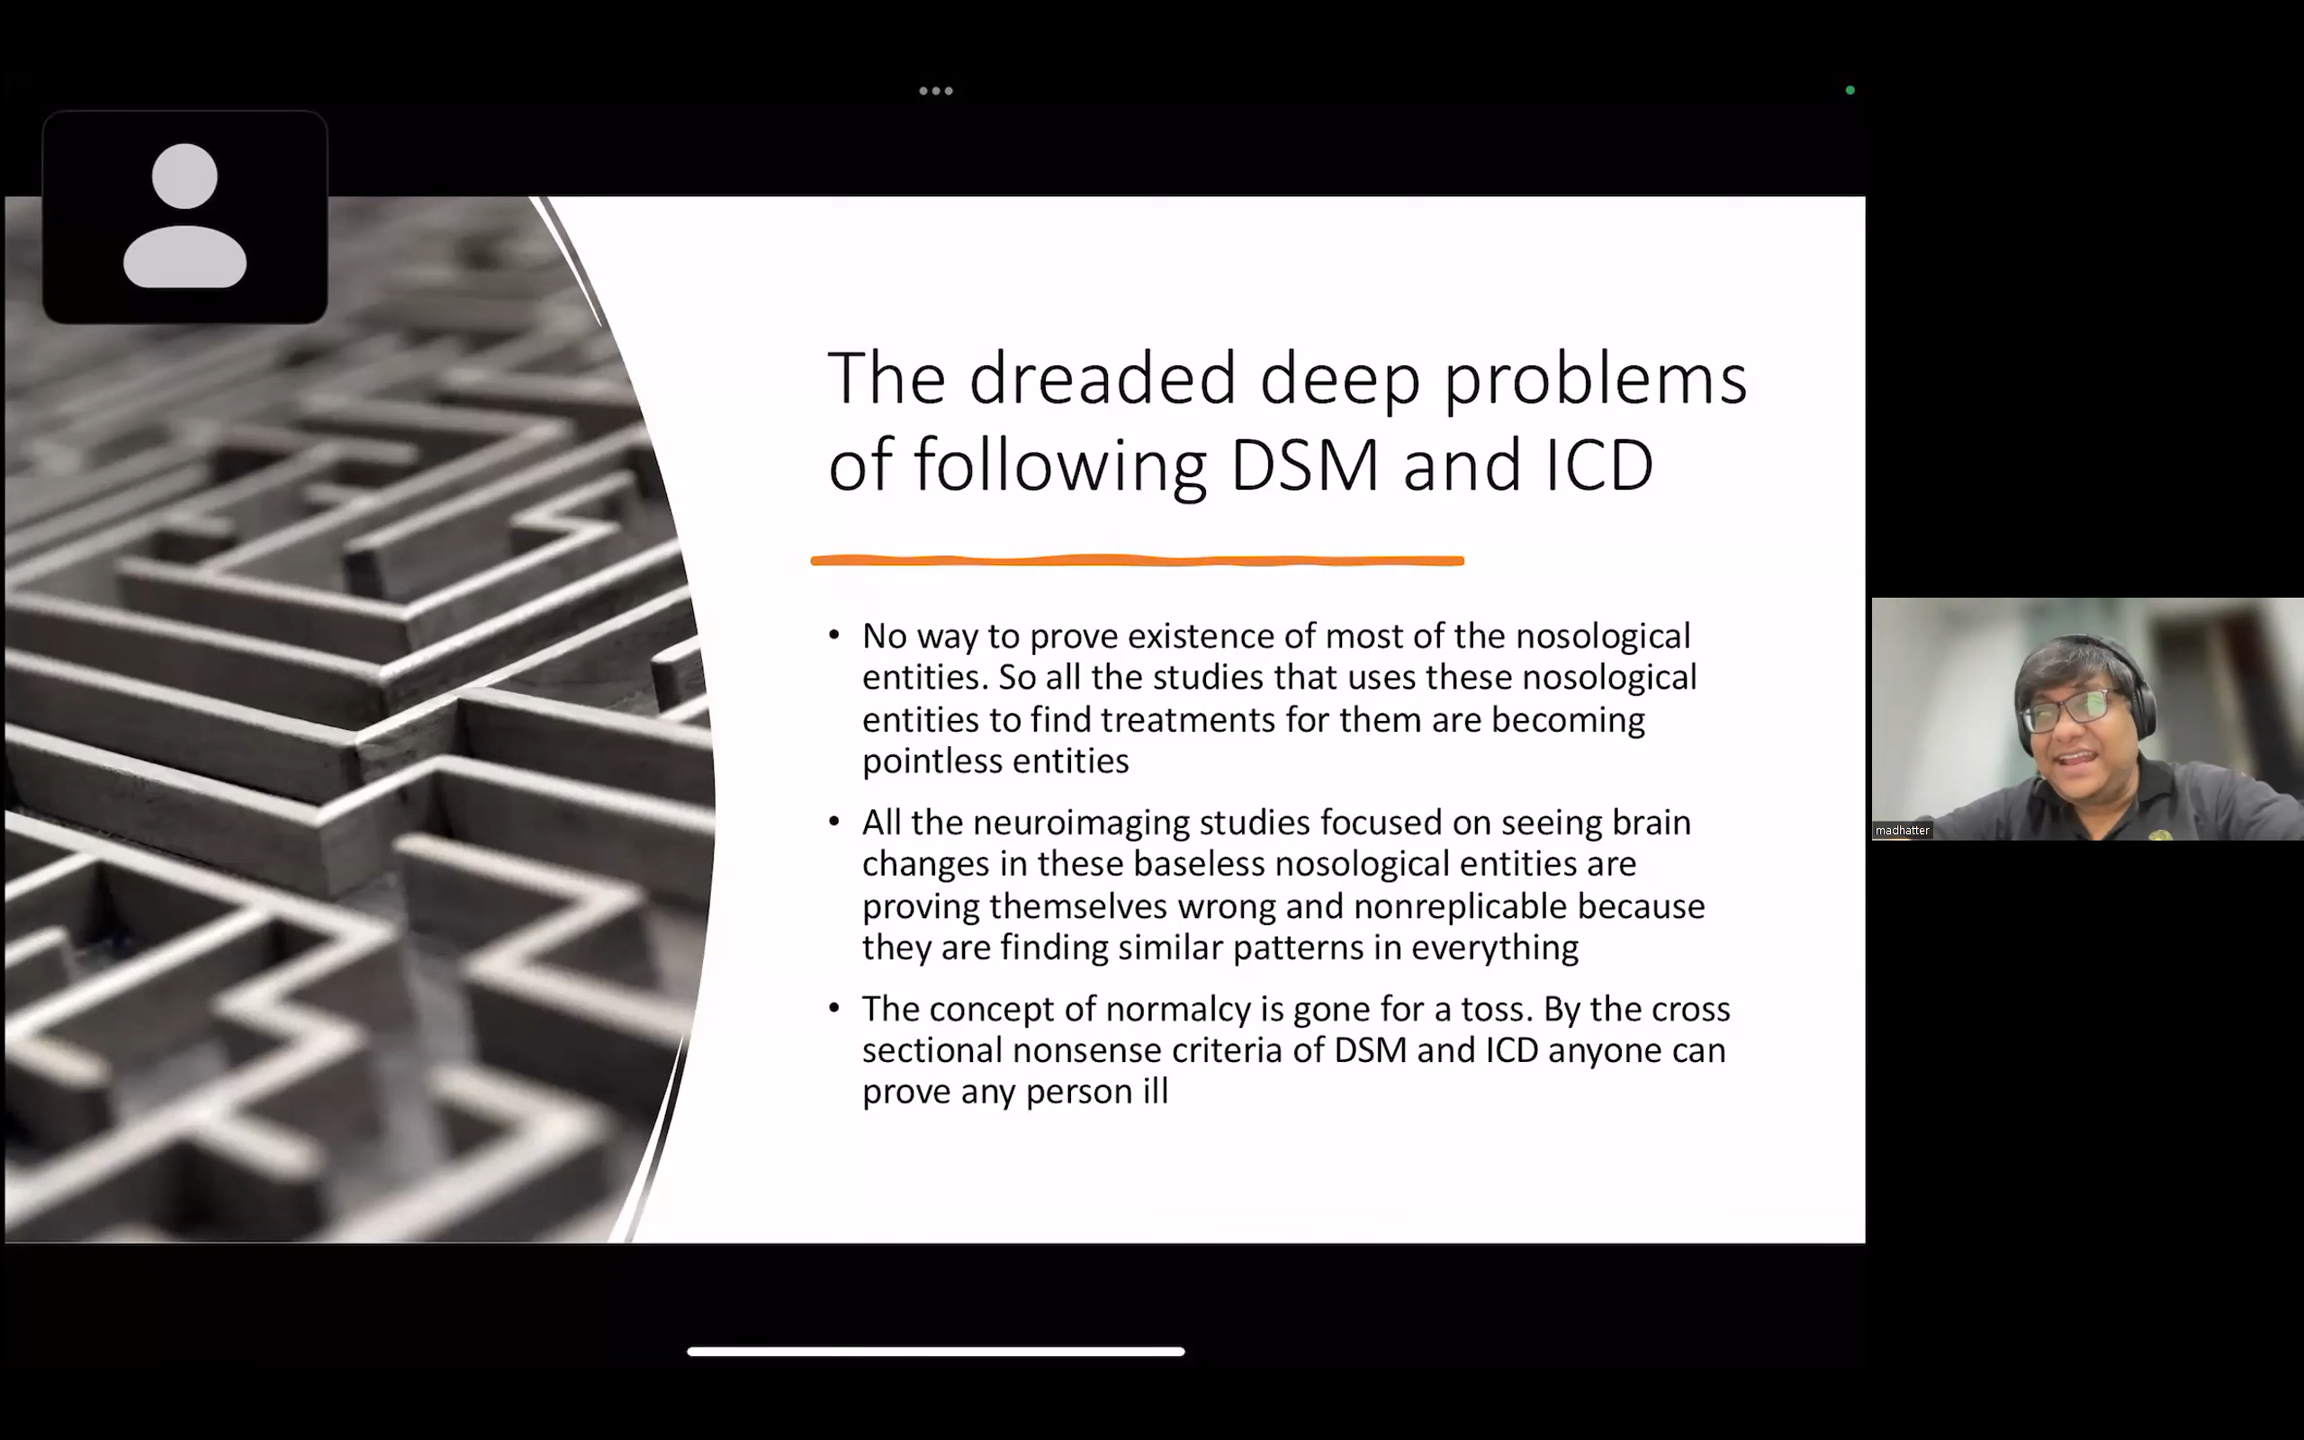 The dreaded deep problems
of following DSM and ICD
• No way to prove existence of most of the nosological
entities. So all the studies that uses these nosological
entities to find treatments for them are becoming
pointless entities
• All the neuroimaging studies focused on seeing brain
changes in these baseless nosological entities are
proving themselves wrong and nonreplicable because
they are finding similar patterns in everything
• The concept of normalcy is gone for a toss. By the cross
sectional nonsense criteria of DSM and ICD anyone can
prove any person ill
madhatter